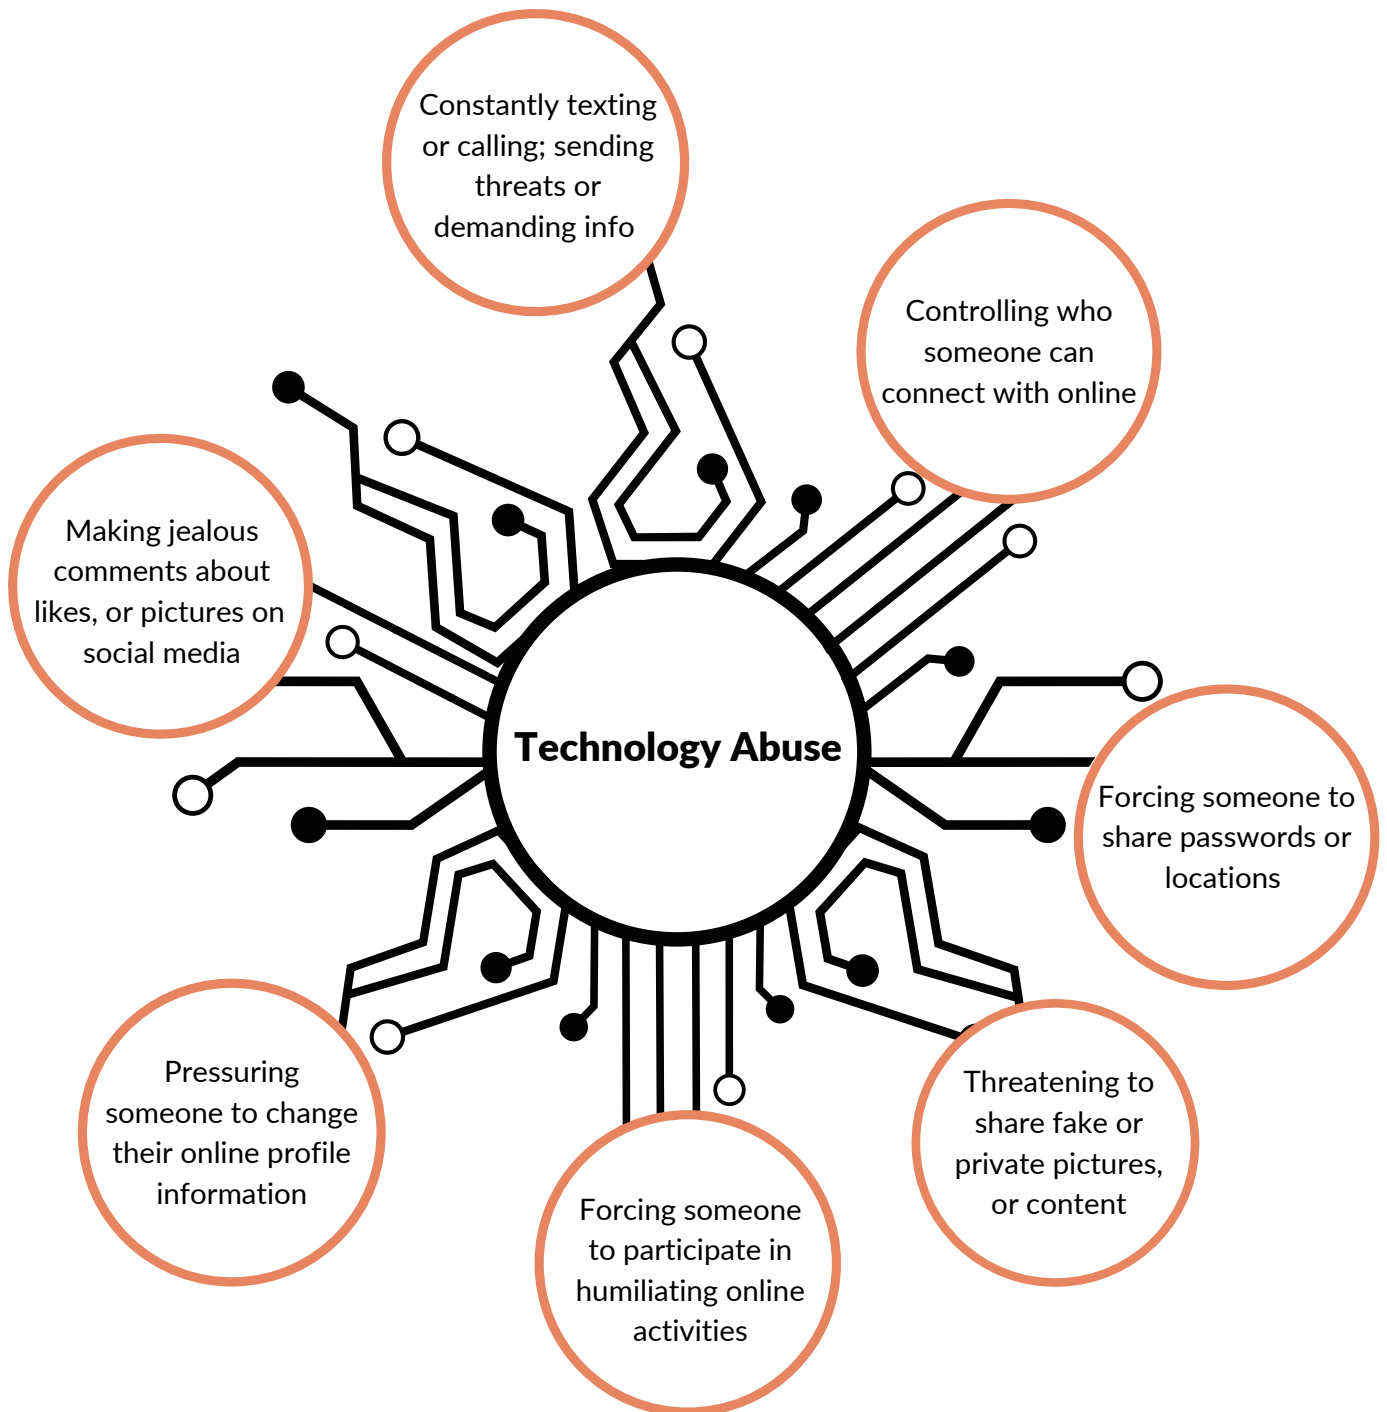 Constantly texting
or calling; sending
threats or
demanding info
Controlling who
someone can
connect with online
Making jealous
comments about
likes, or pictures on
social media
Technology Abuse
Forcing someone to
share passwords or
locations
Pressuring
someone to change
their online profile
information
Threatening to
share fake or
private pictures,
or content
Forcing someone
to participate in
humiliating online
activities